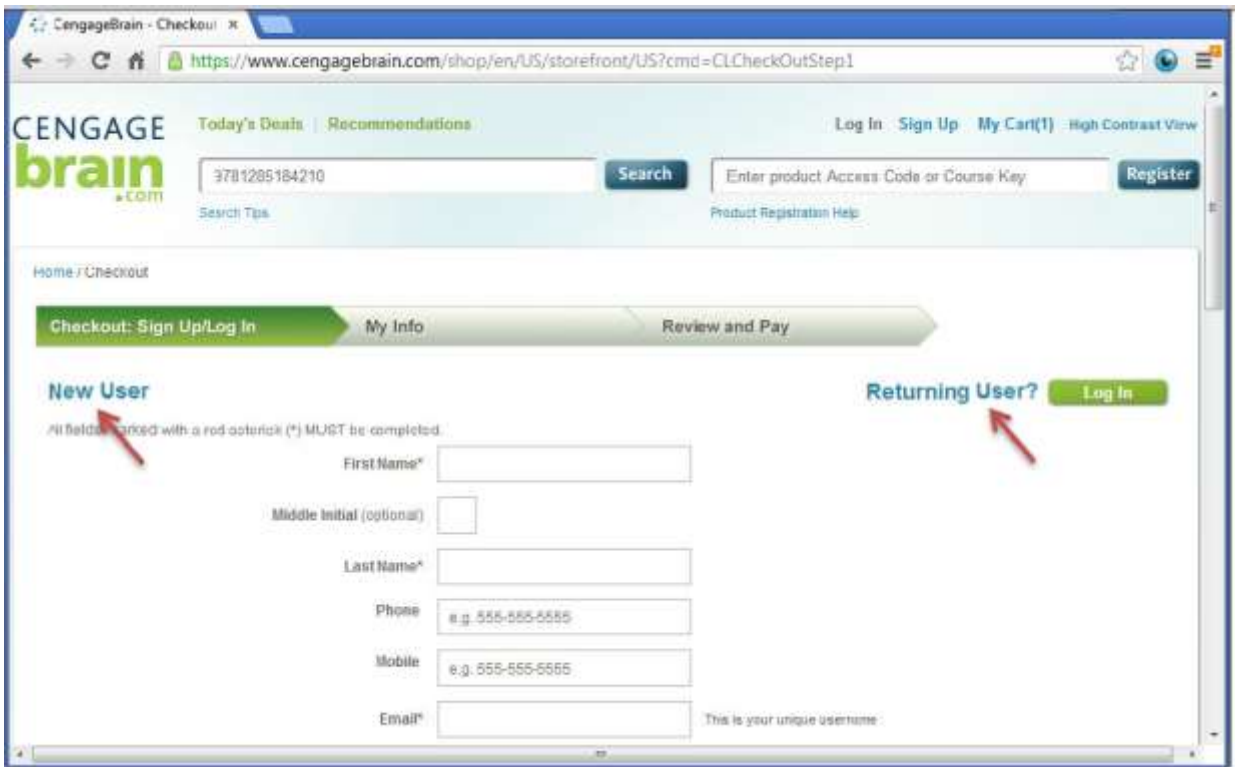 CengageBrain - Checkout
https://www.cengagebrain.com/shop/en/US/storefront/US?cmd=CLCheckOutStep1
CENGAGE
brain
.com
Today's Deals | Recommendations
Log In Sign Up My Cart(1) High Contrast View
9781285184210 Search
Enter product Access Code or Course Key Register
Search Tips
Product Registration Help
Home / Checkout
Checkout: Sign Up/Log In My Info Review and Pay
New User
Returning User? Log In
All fields marked with a red asterisk (*) MUST be completed.
First Name*
Middle Initial (optional)
Last Name*
Phone e.g. 555-555-5555
Mobile e.g. 555-555-5555
Email* This is your unique username